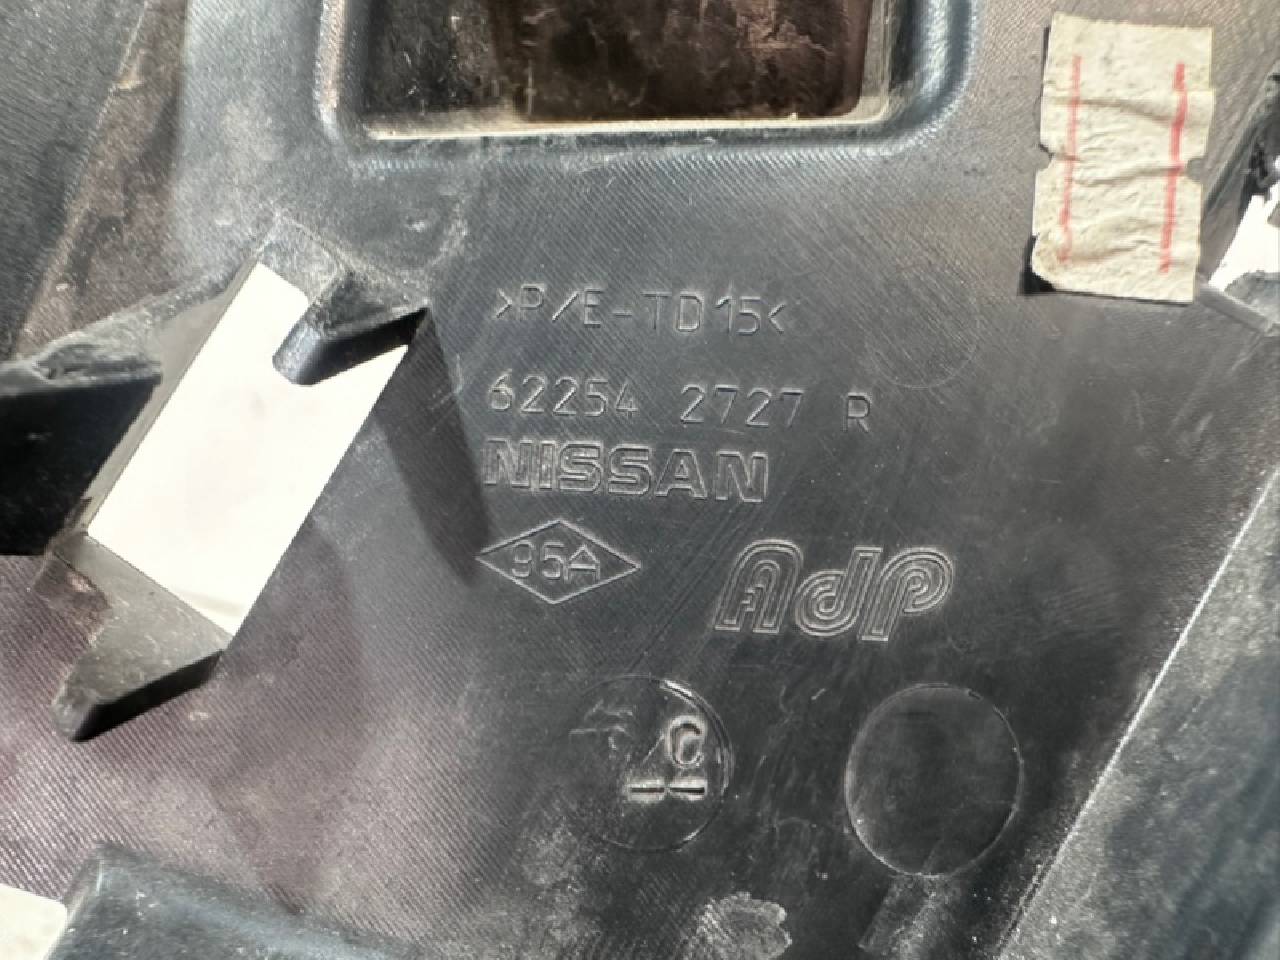 >P/E-TD15<
62254 2727 R
NISSAN
95A
AdP